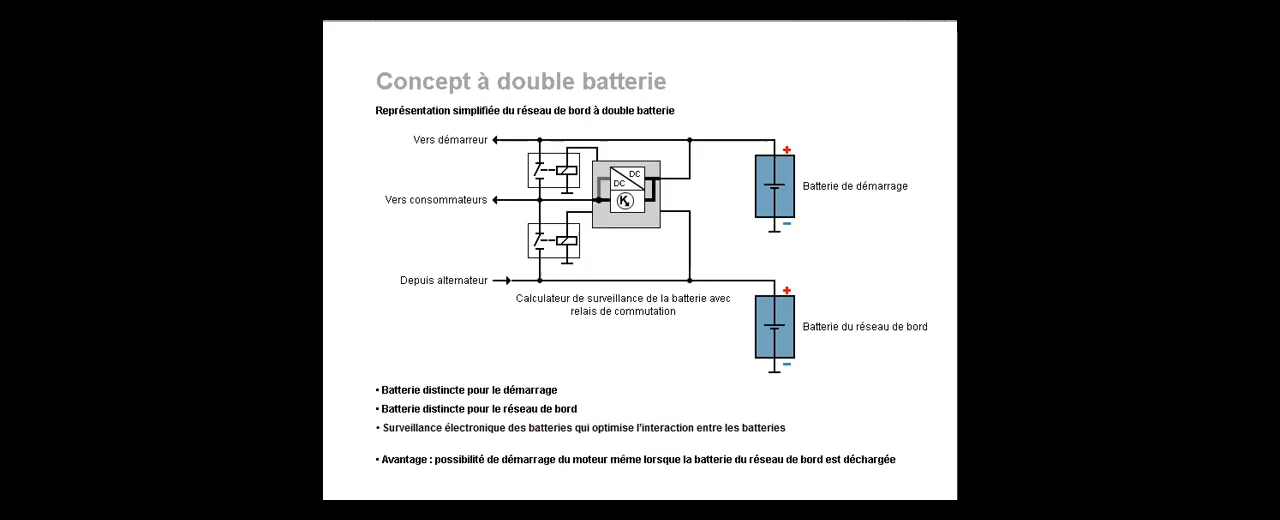 Concept à double batterie
Représentation simplifiée du réseau de bord à double batterie
Vers démarreur
DC
DC
Batterie de démarrage
Vers consommateurs
K
Depuis alternateur
Calculateur de surveillance de la batterie avec
relais de commutation
Batterie du réseau de bord
• Batterie distincte pour le démarrage
• Batterie distincte pour le réseau de bord
• Surveillance électronique des batteries qui optimise l'interaction entre les batteries
• Avantage : possibilité de démarrage du moteur même lorsque la batterie du réseau de bord est déchargée